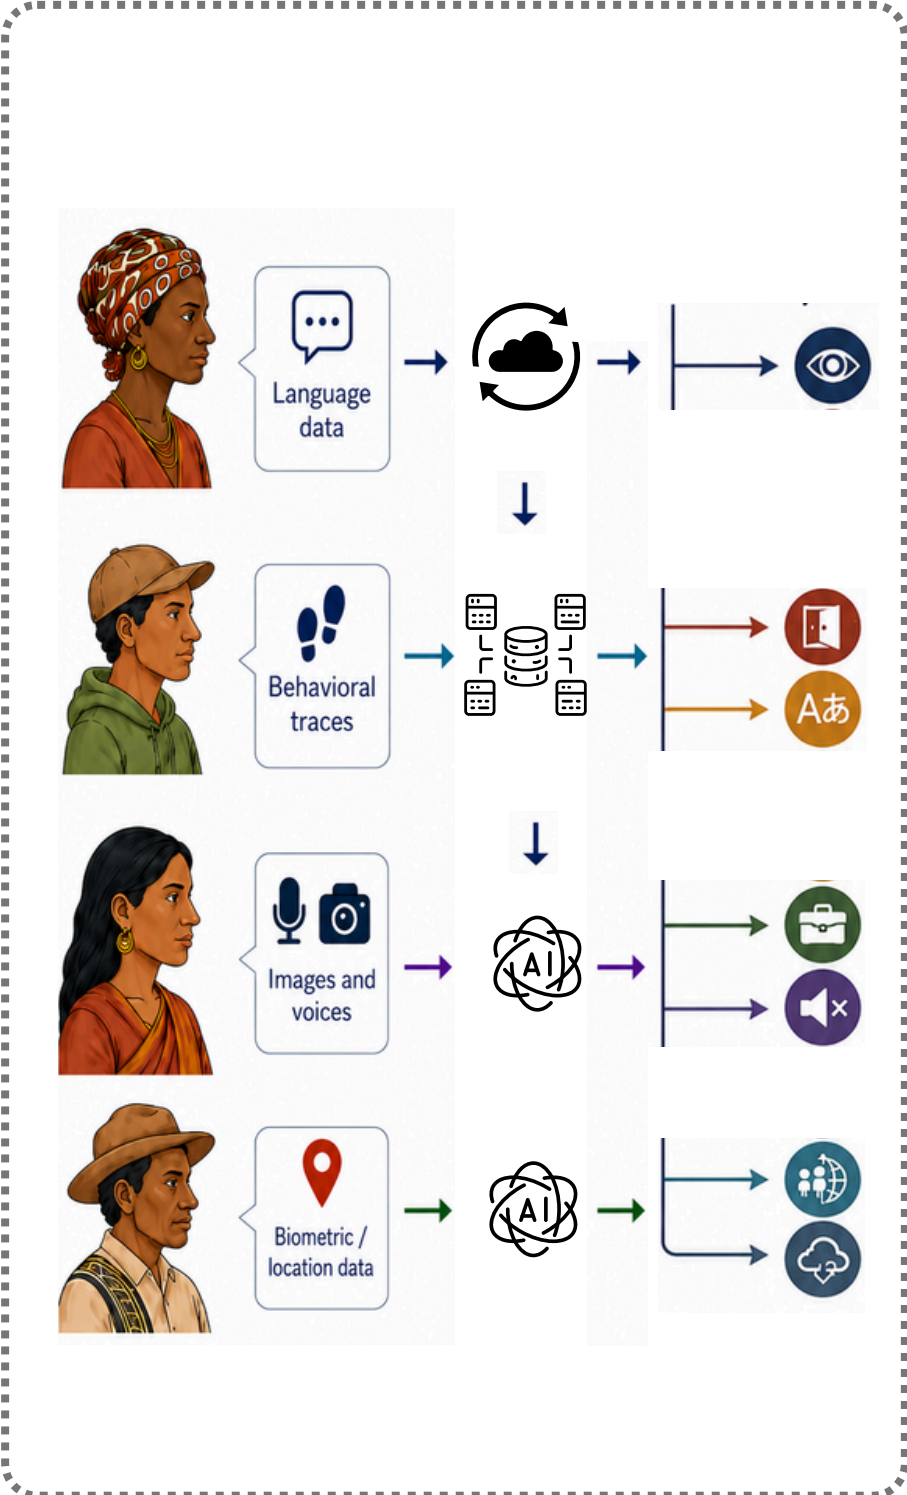 Language
data
Behavioral
traces
Aあ
Images and
voices
AI
Biometric /
location data
AI